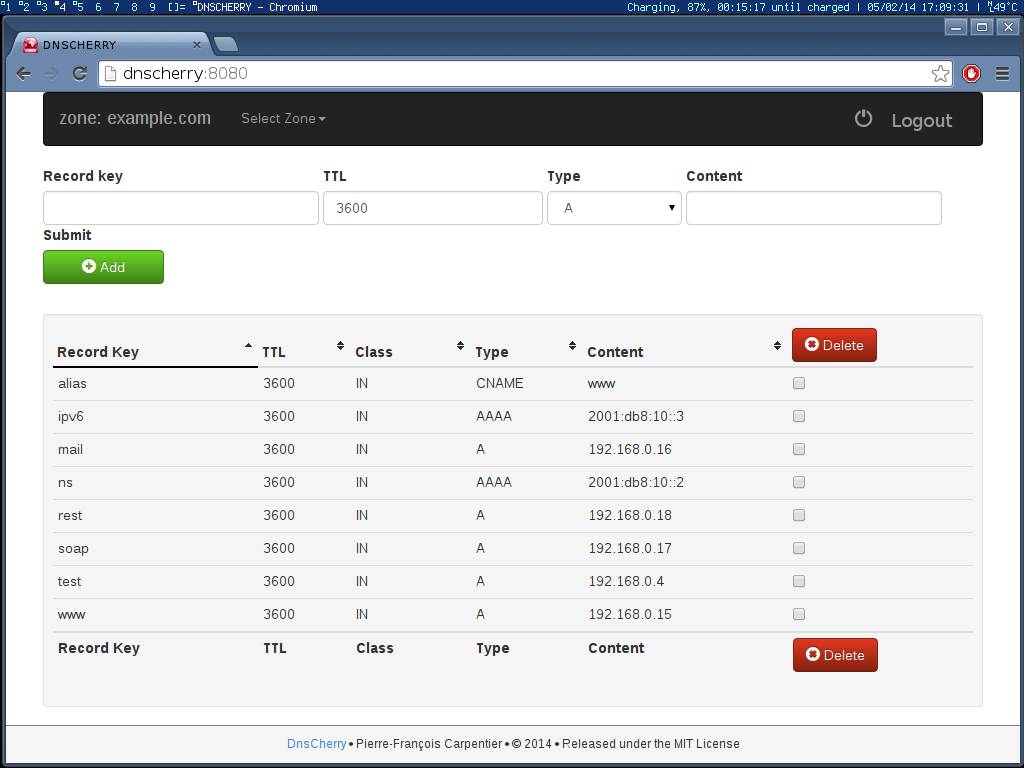 1 2 3 4 5 6 7 8 9 []= DNSCHERRY - Chromium Charging, 87%, 00:15:17 until charged | 05/02/14 17:09:31 | 49°C
DNSCHERRY
dnscherry:8080
zone: example.com Select Zone Logout
Record key TTL Type Content
3600 A
Submit
Add
Record Key TTL Class Type Content Delete
alias 3600 IN CNAME www
ipv6 3600 IN AAAA 2001:db8:10::3
mail 3600 IN A 192.168.0.16
ns 3600 IN AAAA 2001:db8:10::2
rest 3600 IN A 192.168.0.18
soap 3600 IN A 192.168.0.17
test 3600 IN A 192.168.0.4
www 3600 IN A 192.168.0.15
Record Key TTL Class Type Content Delete
DnsCherry • Pierre-François Carpentier • © 2014 • Released under the MIT License